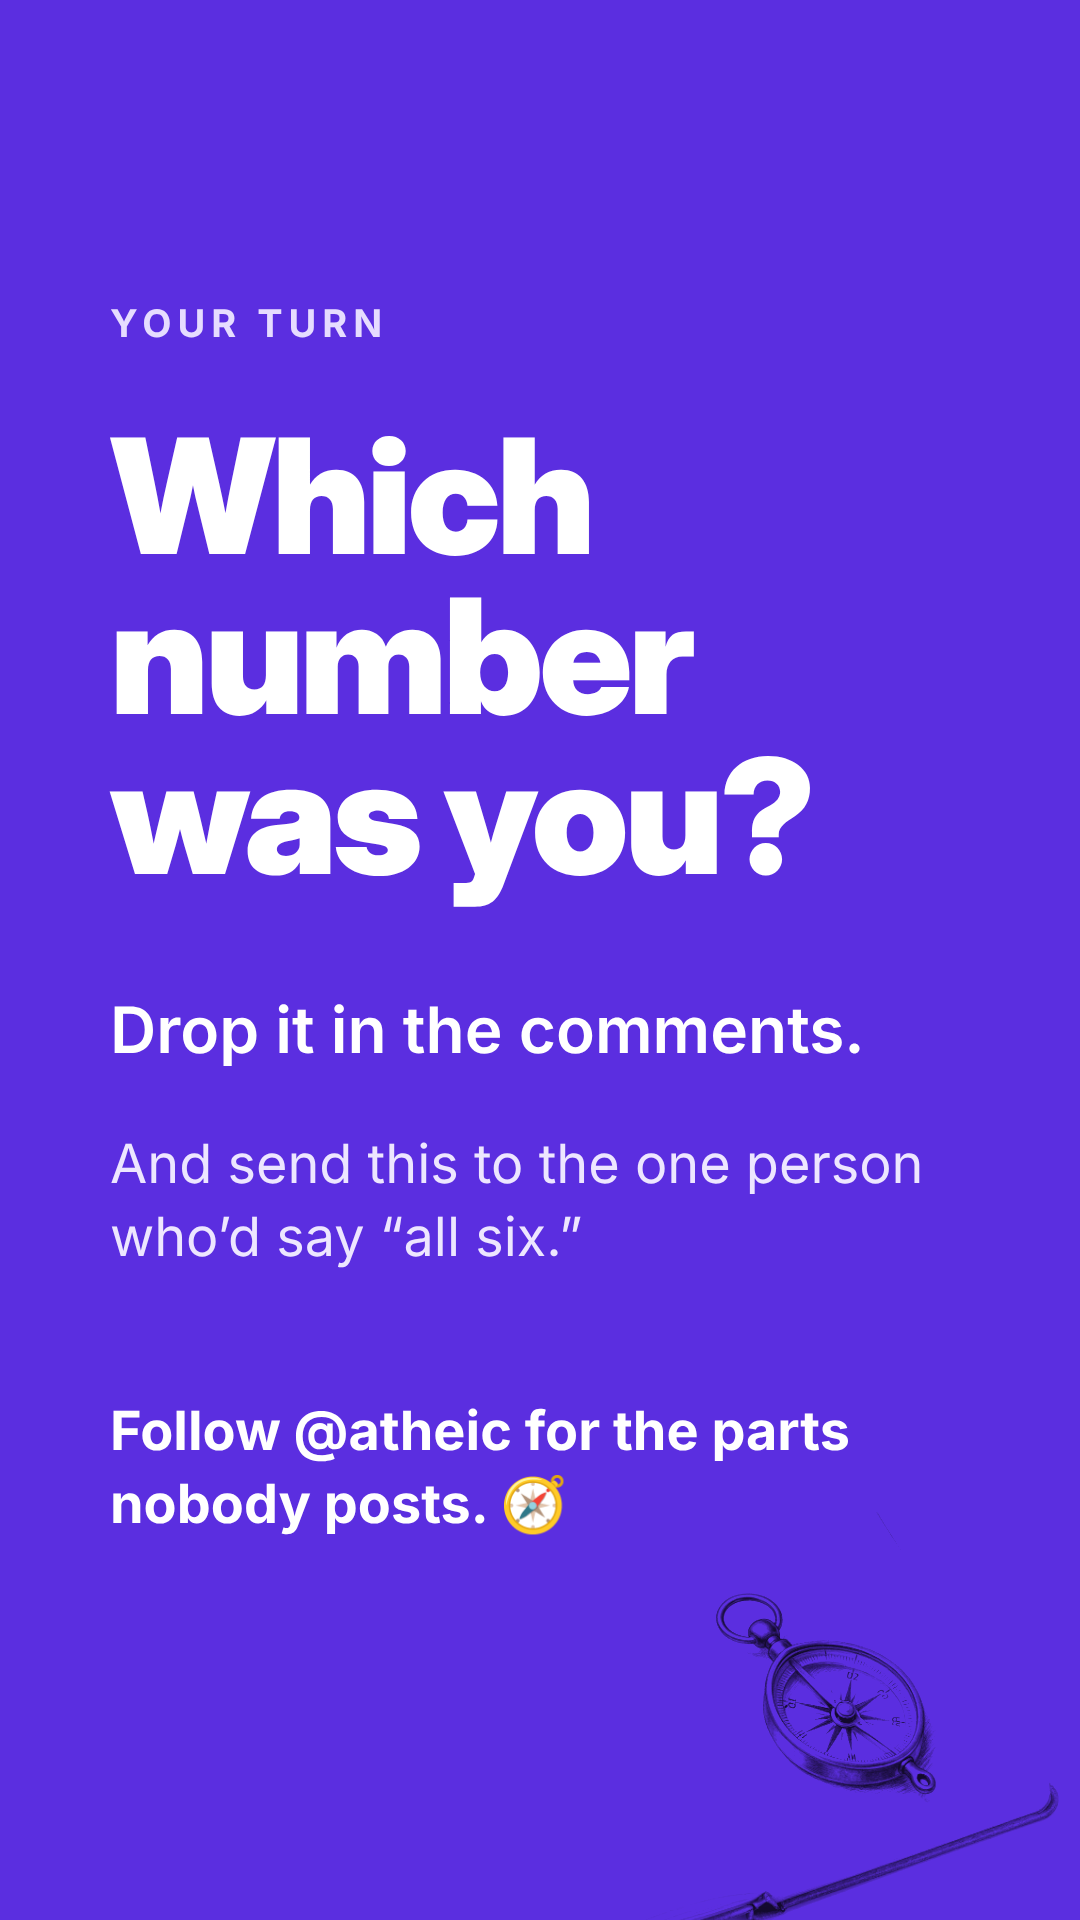 YOUR TURN
Which
number
was you?
Drop it in the comments.
And send this to the one person
who’d say “all six.”
Follow @atheic for the parts
nobody posts. 🧭